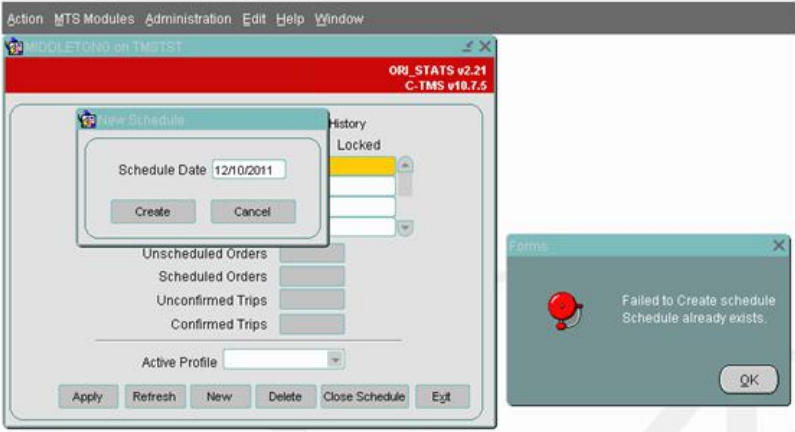 Action MTS Modules Administration Edit Help Window
MIDDLETONG on TMSTST
ORI_STATS v2.21
C-TMS v10.7.5
New Schedule
History
Locked
Schedule Date 12/10/2011
Create Cancel
Unscheduled Orders
Scheduled Orders
Unconfirmed Trips
Confirmed Trips
Active Profile
Apply Refresh New Delete Close Schedule Exit
Forms
Failed to Create schedule
Schedule already exists.
OK